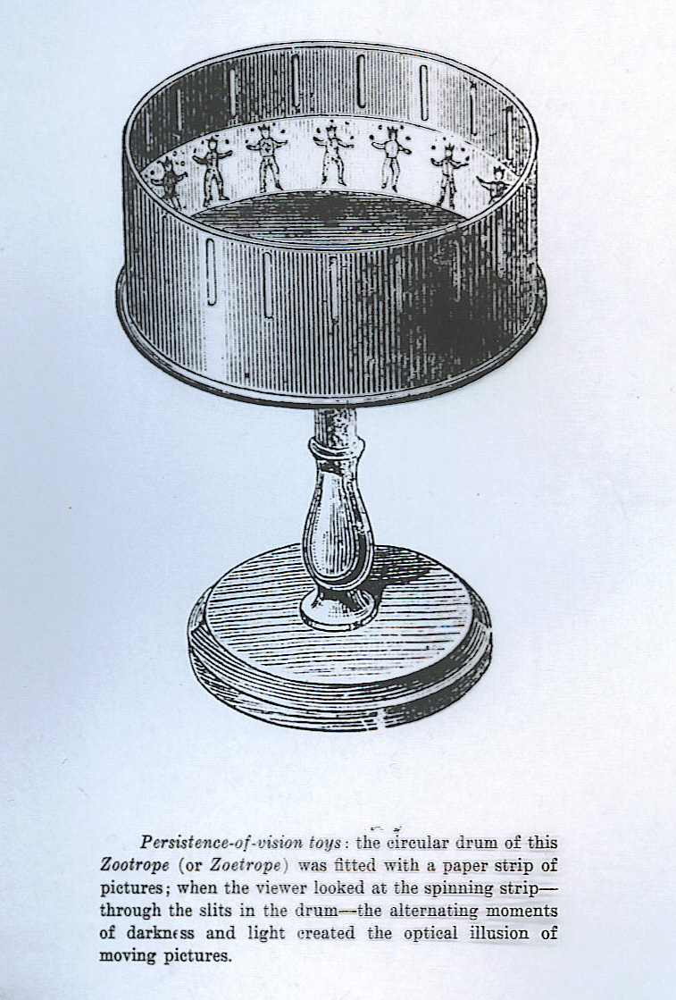 Persistence-of-vision toys: the circular drum of this
Zootrope (or Zoetrope) was fitted with a paper strip of
pictures; when the viewer looked at the spinning strip—
through the slits in the drum—the alternating moments
of darkness and light created the optical illusion of
moving pictures.